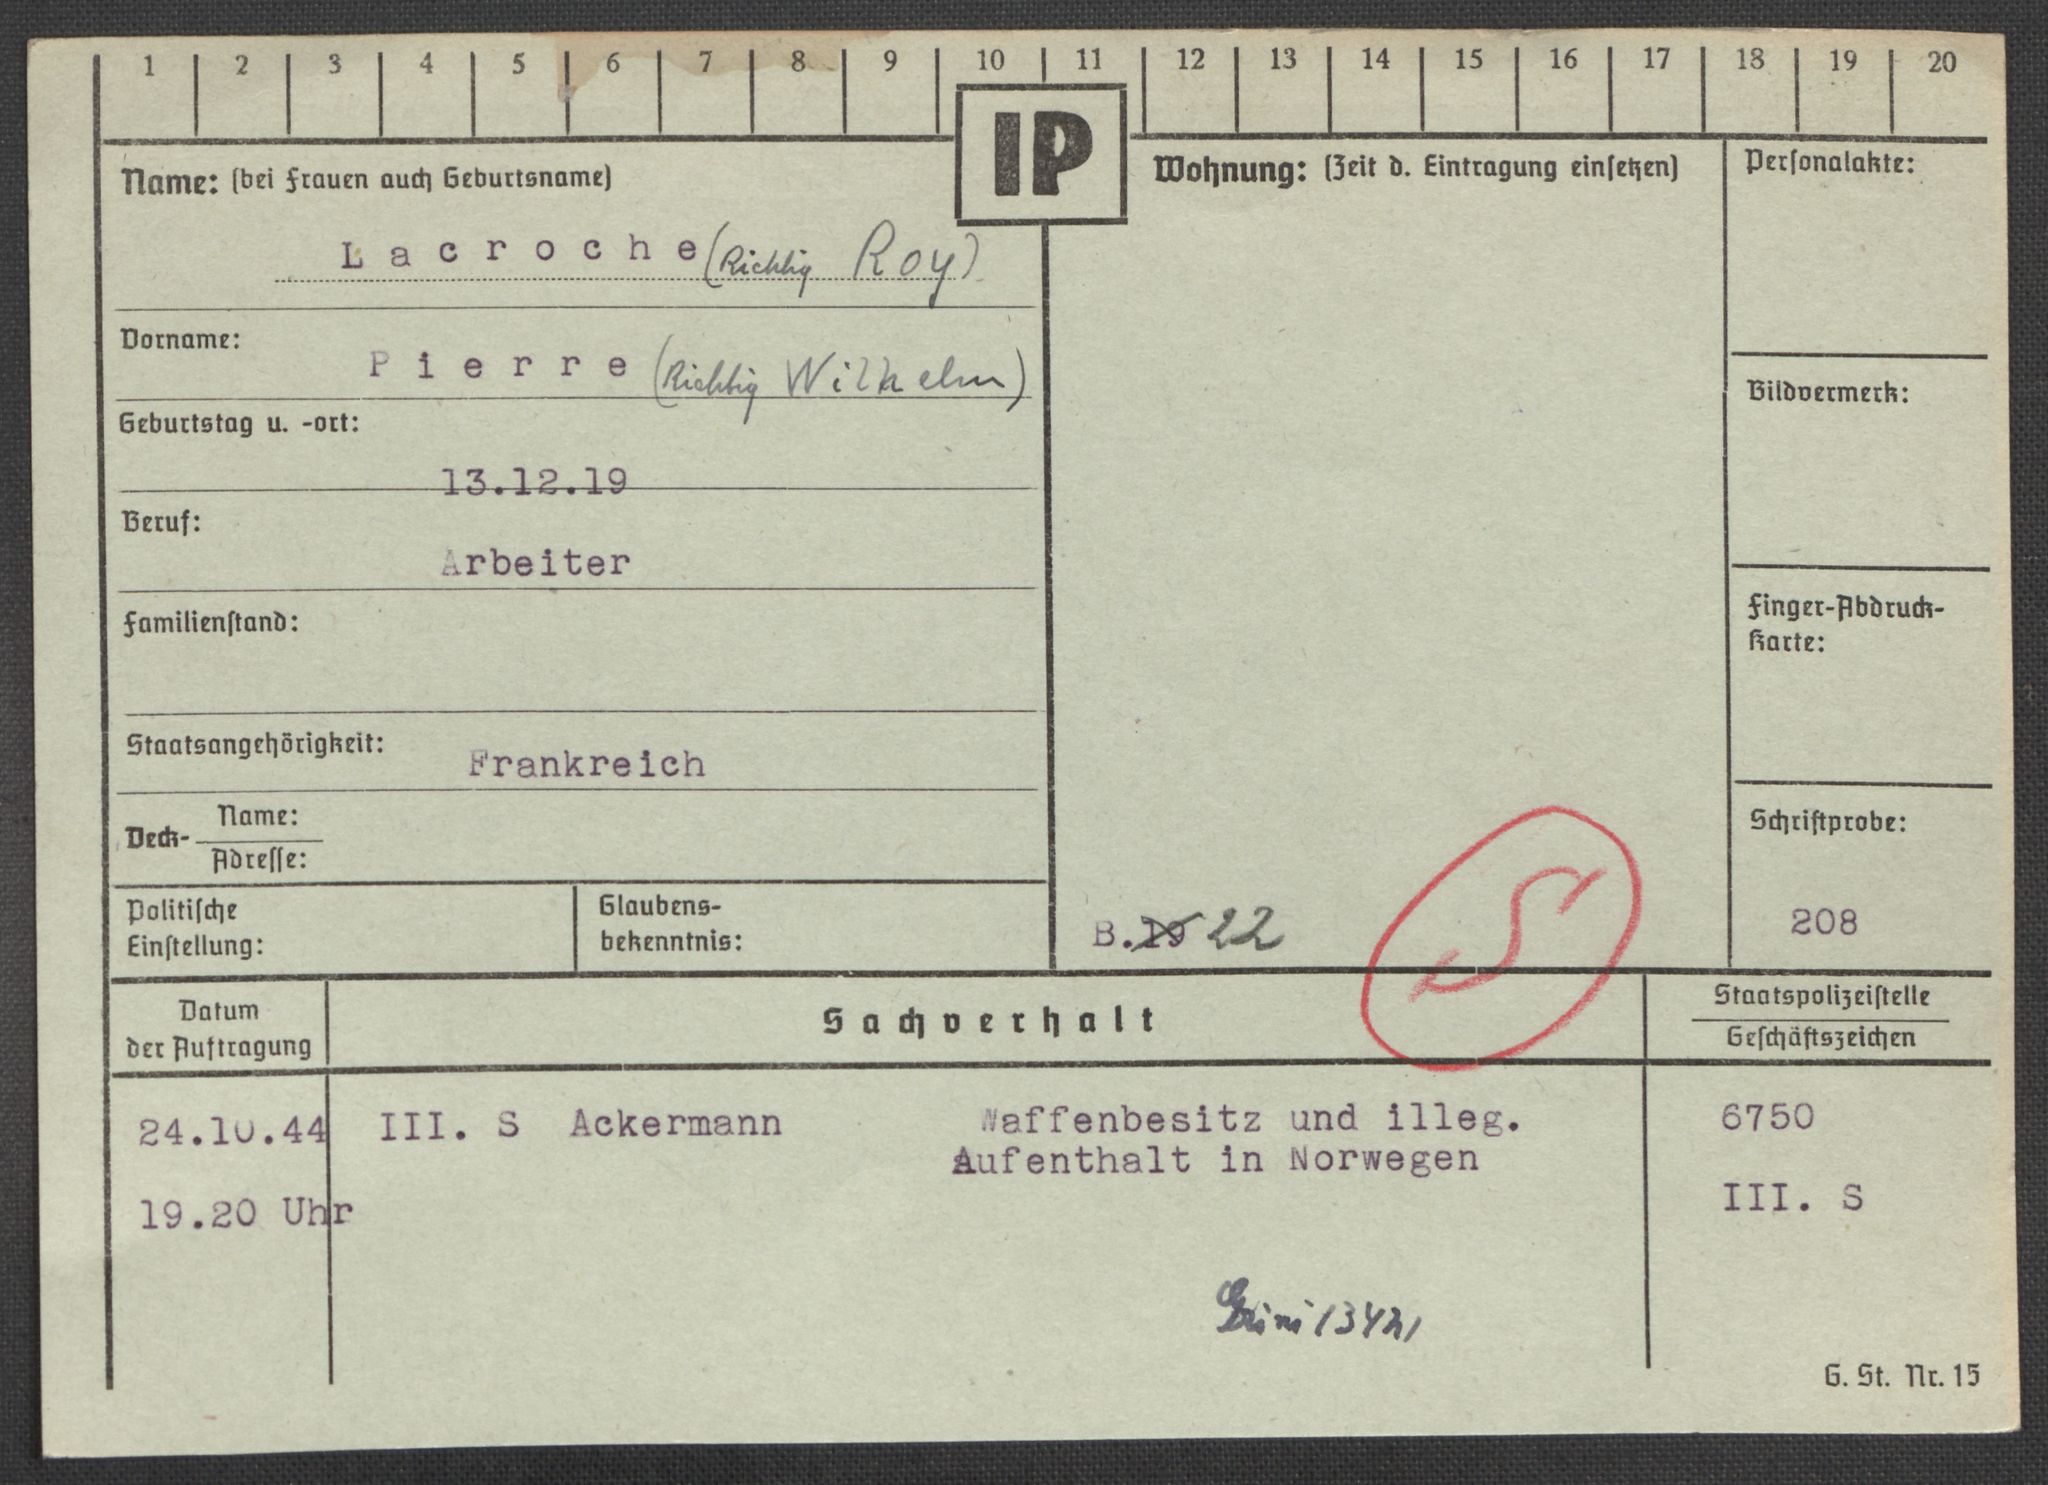 1 2 3 4 5 6 7 8 9 10 11 12 13 14 15 16 17 18 19 20
IP
Name: (bei Frauen auch Geburtsname)
Lacroche (Richtig Roy)
Vorname:
Pierre (Richtig Wilhelm)
Geburtstag u. -ort:
13.12.19
Beruf:
Arbeiter
Familienstand:
Staatsangehörigkeit:
Frankreich
Deck- Name:
Adresse:
Politische
Einstellung:
Glaubens-
bekenntnis:
Wohnung: (Zeit d. Eintragung einsetzen)
B.19 22
S
Personalakte:
Bildvermerk:
Finger-Abdruck-
Karte:
Schriftprobe:
208
Datum
der Auftragung
Sachverhalt
Staatspolizeistelle
Geschäftszeichen
24.10.44 III. S Ackermann Waffenbesitz und illeg. 6750
Aufenthalt in Norwegen
19.20 Uhr III. S
Grini 13421
G. St. Nr. 15